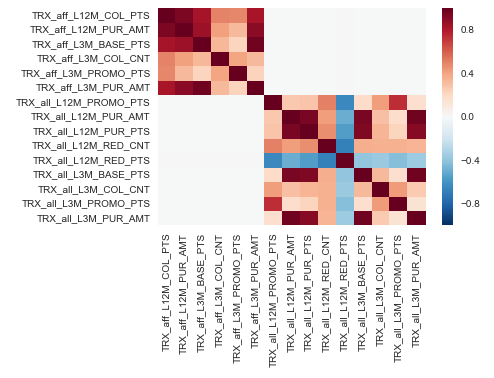 TRX_aff_L12M_COL_PTS
TRX_aff_L12M_PUR_AMT
TRX_aff_L3M_BASE_PTS
TRX_aff_L3M_COL_CNT
TRX_aff_L3M_PROMO_PTS
TRX_aff_L3M_PUR_AMT
TRX_all_L12M_PROMO_PTS
TRX_all_L12M_PUR_AMT
TRX_all_L12M_PUR_PTS
TRX_all_L12M_RED_CNT
TRX_all_L12M_RED_PTS
TRX_all_L3M_BASE_PTS
TRX_all_L3M_COL_CNT
TRX_all_L3M_PROMO_PTS
TRX_all_L3M_PUR_AMT
0.8
0.4
0.0
−0.4
−0.8
TRX_aff_L12M_COL_PTS
TRX_aff_L12M_PUR_AMT
TRX_aff_L3M_BASE_PTS
TRX_aff_L3M_COL_CNT
TRX_aff_L3M_PROMO_PTS
TRX_aff_L3M_PUR_AMT
TRX_all_L12M_PROMO_PTS
TRX_all_L12M_PUR_AMT
TRX_all_L12M_PUR_PTS
TRX_all_L12M_RED_CNT
TRX_all_L12M_RED_PTS
TRX_all_L3M_BASE_PTS
TRX_all_L3M_COL_CNT
TRX_all_L3M_PROMO_PTS
TRX_all_L3M_PUR_AMT